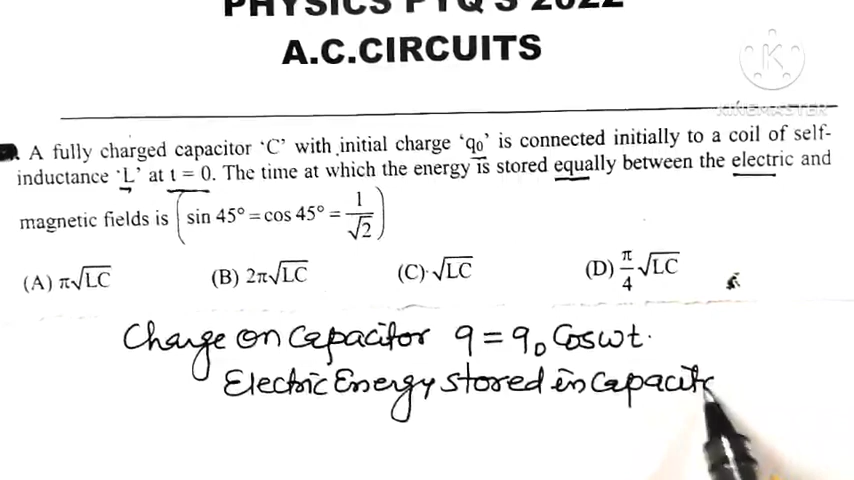 PHYSICS PYQ'S 2022
A.C.CIRCUITS
K
KINEMASTER
A fully charged capacitor 'C' with initial charge 'q₀' is connected initially to a coil of self-
inductance 'L' at t = 0. The time at which the energy is stored equally between the electric and
magnetic fields is (sin 45° = cos 45° = 1/√2)
(A) π√LC (B) 2π√LC (C) √LC (D) π/4 √LC
Charge on Capacitor q = q₀ Cos ωt.
Electric Energy stored in Capacito